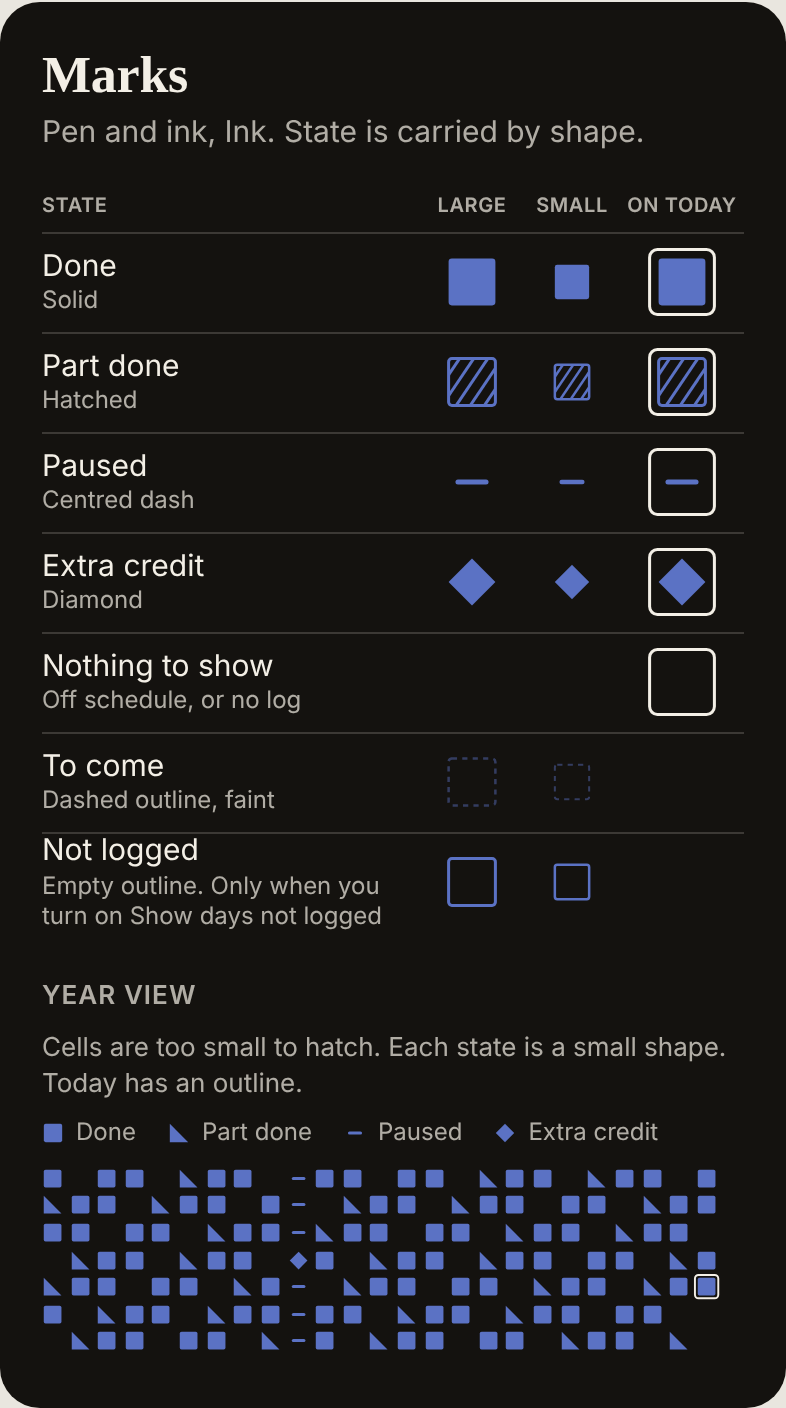 Marks
Pen and ink, Ink. State is carried by shape.
STATE LARGE SMALL ON TODAY
Done
Solid
Part done
Hatched
Paused
Centred dash
Extra credit
Diamond
Nothing to show
Off schedule, or no log
To come
Dashed outline, faint
Not logged
Empty outline. Only when you
turn on Show days not logged
YEAR VIEW
Cells are too small to hatch. Each state is a small shape.
Today has an outline.
Done Part done Paused Extra credit